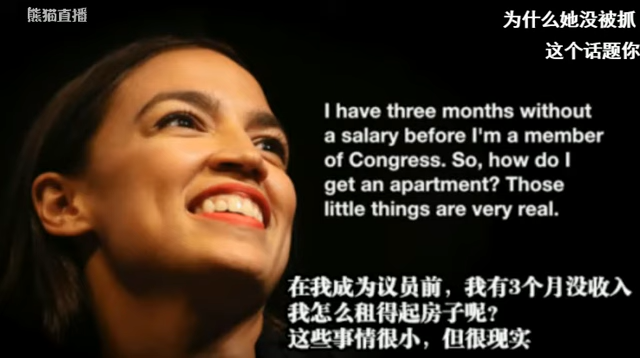 熊猫直播
为什么她没被抓
这个话题你
I have three months without
a salary before I'm a member
of Congress. So, how do I
get an apartment? Those
little things are very real.
在我成为议员前，我有3个月没收入
我怎么租得起房子呢？
这些事情很小，但很现实